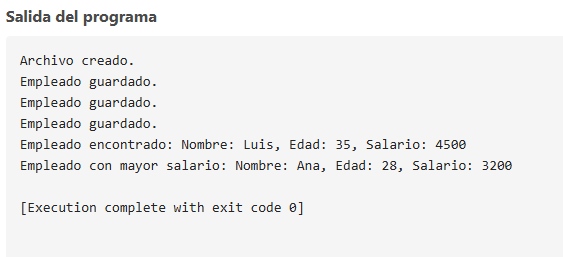 Salida del programa
Archivo creado.
Empleado guardado.
Empleado guardado.
Empleado guardado.
Empleado encontrado: Nombre: Luis, Edad: 35, Salario: 4500
Empleado con mayor salario: Nombre: Ana, Edad: 28, Salario: 3200
[Execution complete with exit code 0]